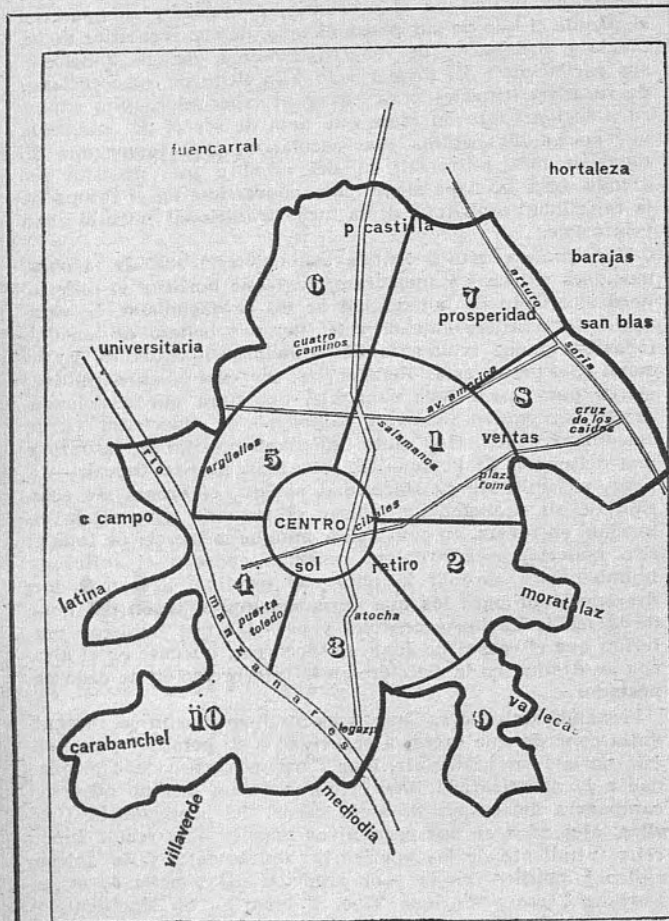 fuencarral
hortaleza
p castilla
barajas
6
7
arturo
prosperidad
san blas
cuatro
caminos
universitaria
soria
8
av. america
cruz
de los
caidos
1
ventas
salamanca
argüelles
5
plaza
roma
rio
c campo
CENTRO
cibeles
sol
retiro
2
4
latina
manzanares
puerta
toledo
atocha
moratalaz
3
10
legazpi
9
vallecas
carabanchel
mediodia
villaverde